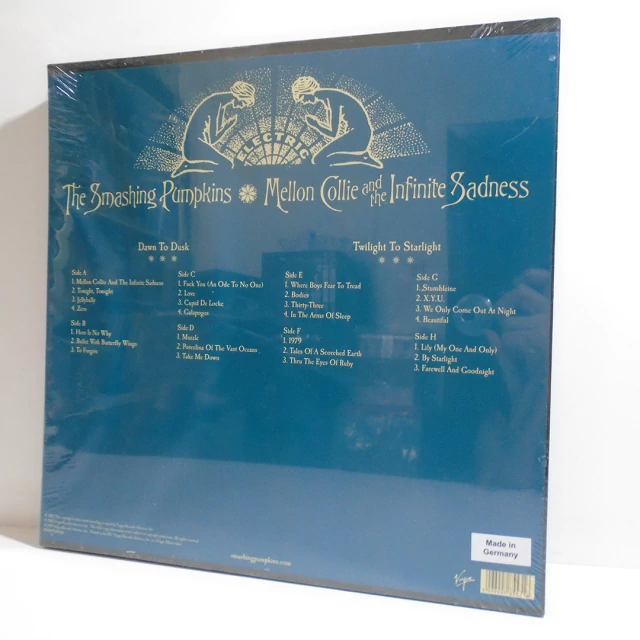 ELECTRIC
The Smashing Pumpkins Mellon Collie and the Infinite Sadness
Dawn To Dusk
Side A
1. Mellon Collie And The Infinite Sadness
2. Tonight, Tonight
3. Jellybelly
4. Zero
Side B
1. Here Is No Why
2. Bullet With Butterfly Wings
3. To Forgive
Side C
1. Fuck You (An Ode To No One)
2. Love
3. Cupid De Locke
4. Galapogos
Side D
1. Muzzle
2. Porcelina Of The Vast Oceans
3. Take Me Down
Twilight To Starlight
Side E
1. Where Boys Fear To Tread
2. Bodies
3. Thirty-Three
4. In The Arms Of Sleep
Side F
1. 1979
2. Tales Of A Scorched Earth
3. Thru The Eyes Of Ruby
Side G
1. Stumbleine
2. X.Y.U.
3. We Only Come Out At Night
4. Beautiful
Side H
1. Lily (My One And Only)
2. By Starlight
3. Farewell And Goodnight
smashingpumpkins.com
Made in
Germany
Virgin